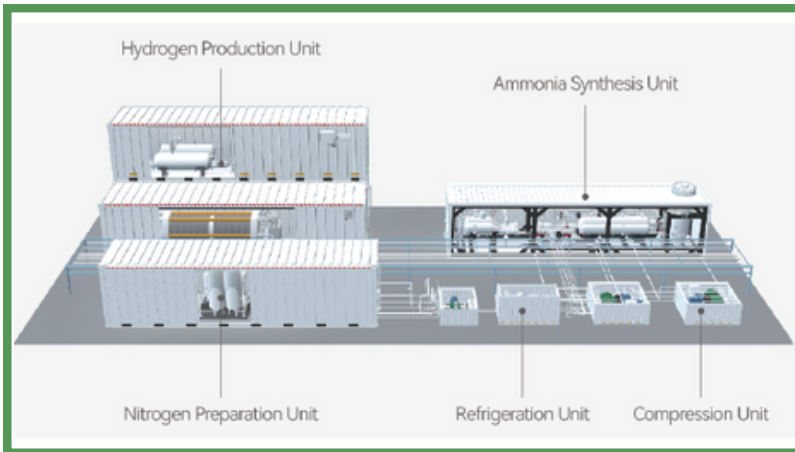 Hydrogen Production Unit
Ammonia Synthesis Unit
Nitrogen Preparation Unit
Refrigeration Unit
Compression Unit